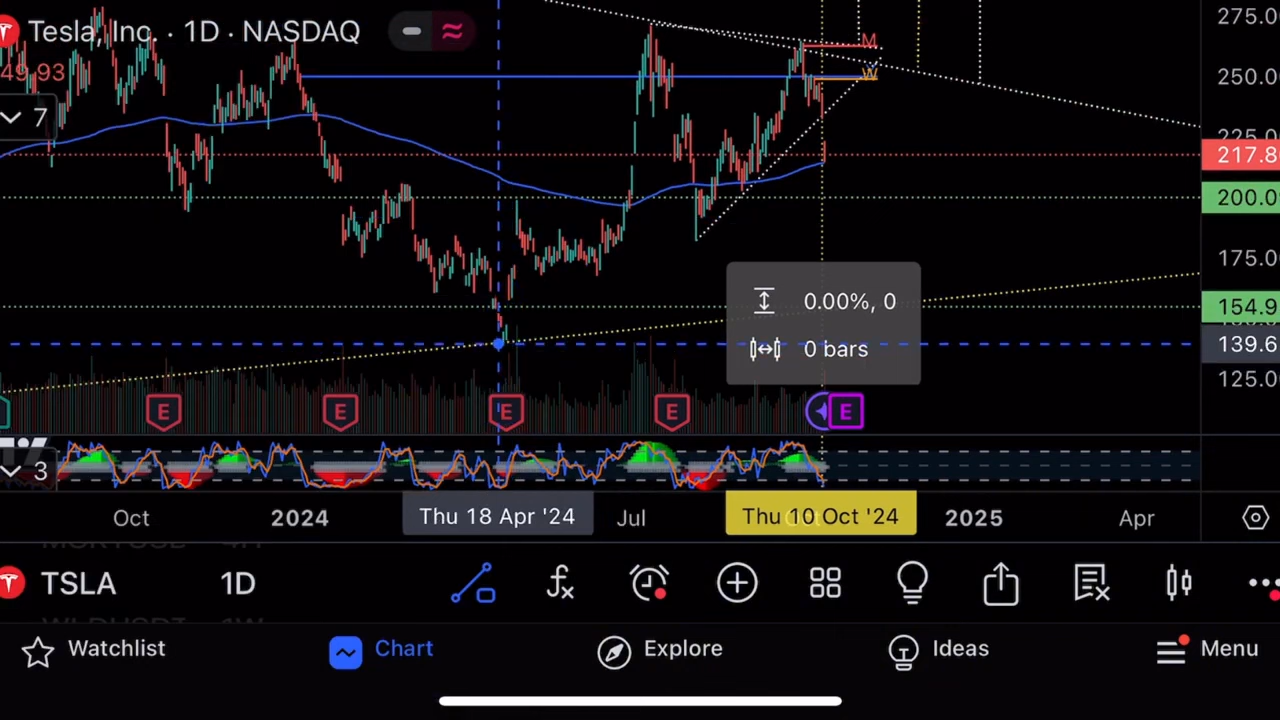 275.0
Tesla, Inc. · 1D · NASDAQ
M
49.93
W
250.0
7
225.0
217.8
200.0
175.0
0.00%, 0
154.9
0 bars
139.6
125.0
E
E
E
E
E
3
Oct
2024
Thu 18 Apr '24
Jul
Thu 10 Oct '24
2025
Apr
TSLA
1D
Watchlist
Chart
Explore
Ideas
Menu